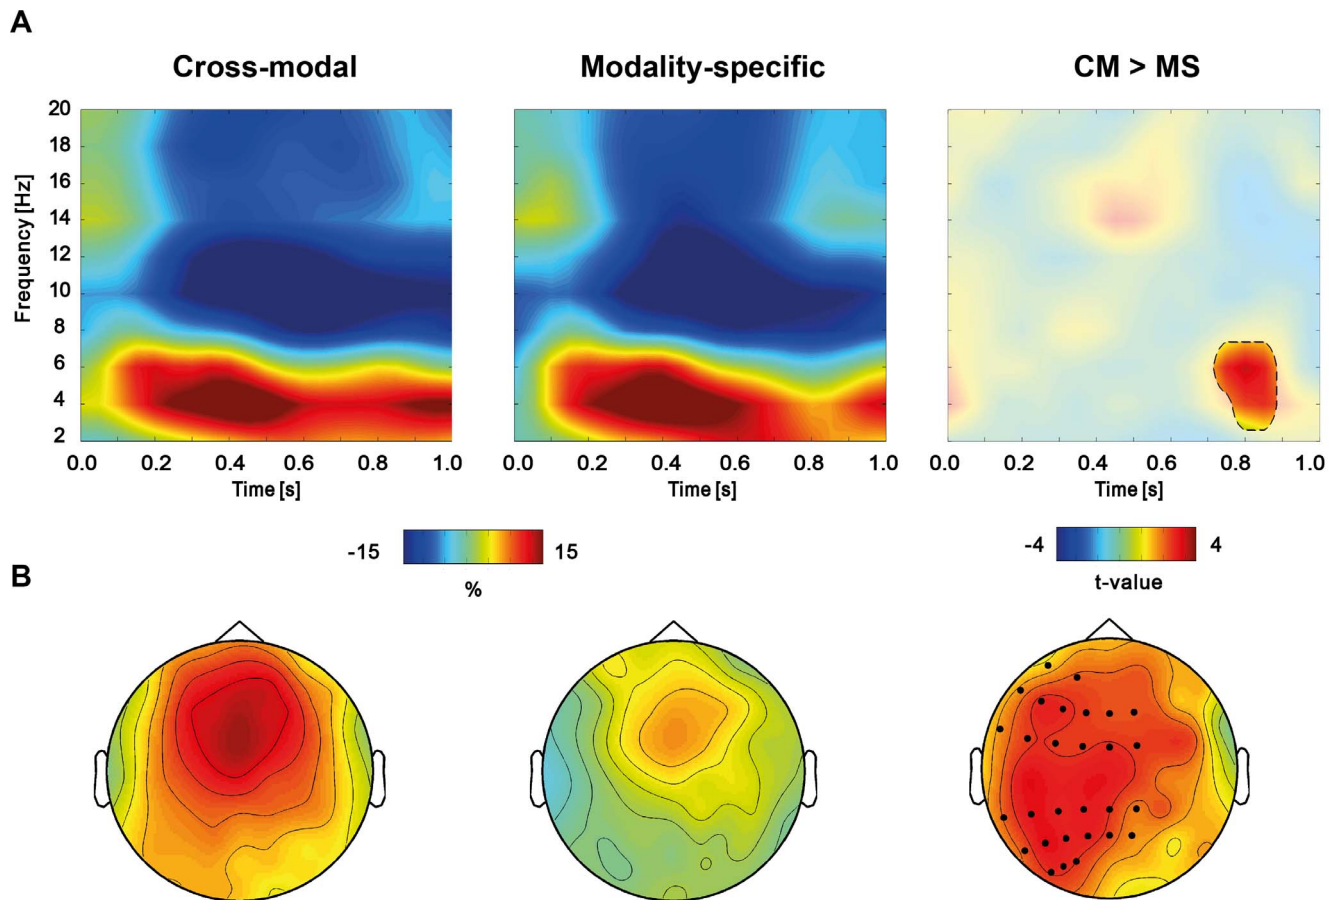 A
Cross-modal
Modality-specific
CM > MS
Frequency [Hz]
20
18
16
14
12
10
8
6
4
2
0.0 0.2 0.4 0.6 0.8 1.0
Time [s]
0.0 0.2 0.4 0.6 0.8 1.0
Time [s]
0.0 0.2 0.4 0.6 0.8 1.0
Time [s]
-15 15
%
-4 4
t-value
B